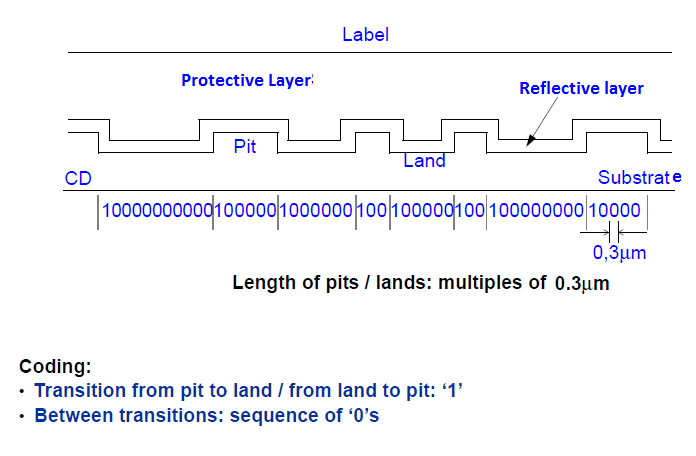 Label
Protective Layer:
Reflective layer
Pit
Land
CD
Substrate
10000000000|100000|1000000|100|100000|100|100000000|10000
0,3μm
Length of pits / lands: multiples of 0.3μm
Coding:
• Transition from pit to land / from land to pit: ‘1’
• Between transitions: sequence of ‘0’s